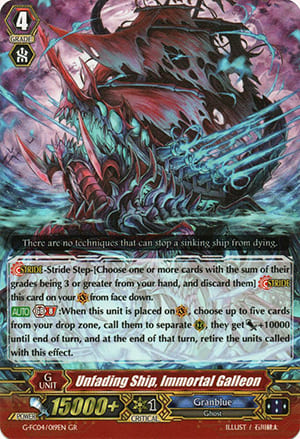 4
GRADE
There are no techniques that can stop a sinking ship from dying.
STRIDE -Stride Step-[Choose one or more cards with the sum of their
grades being 3 or greater from your hand, and discard them] STRIDE
this card on your Ⓥ from face down.
AUTO Ⓥ :When this unit is placed on Ⓥ, choose up to five cards
from your drop zone, call them to separate Ⓡ, they get +10000
until end of turn, and at the end of that turn, retire the units called
with this effect.
G
UNIT
Unfading Ship, Immortal Galleon
POWER
15000+
1
CRITICAL
Granblue
Ghost
G-FC04/019EN GR
ILLUST / 石川健太